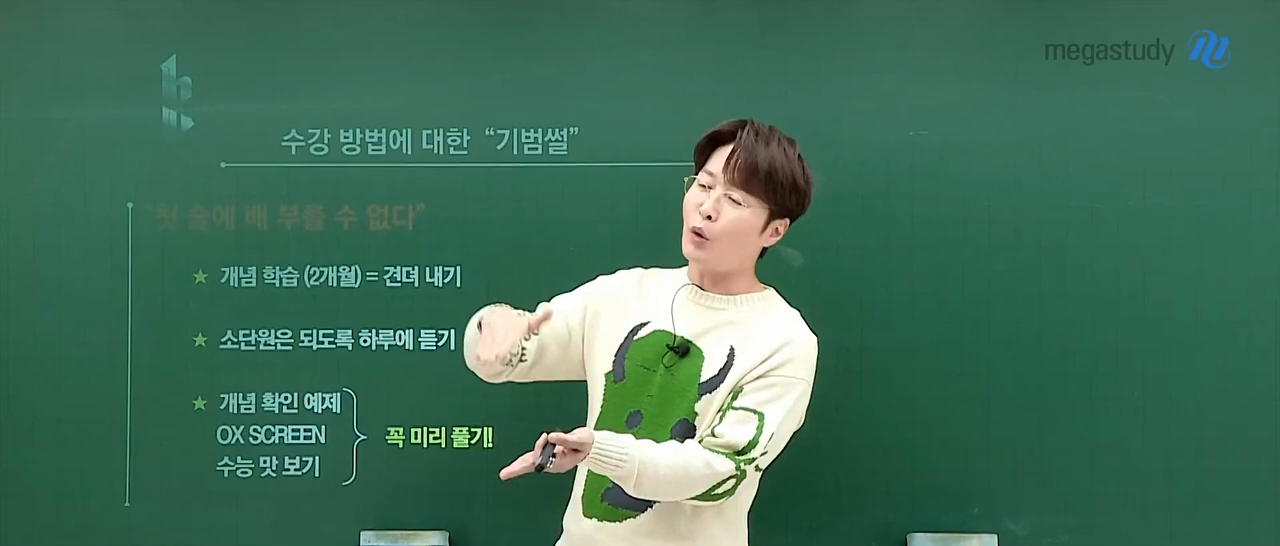 megastudy
수강 방법에 대한 “기범썰”
“첫 술에 배 부를 수 없다”
★ 개념 학습 (2개월) = 견뎌 내기
★ 소단원은 되도록 하루에 듣기
★ 개념 확인 예제
OX SCREEN
수능 맛 보기
꼭 미리 풀기!